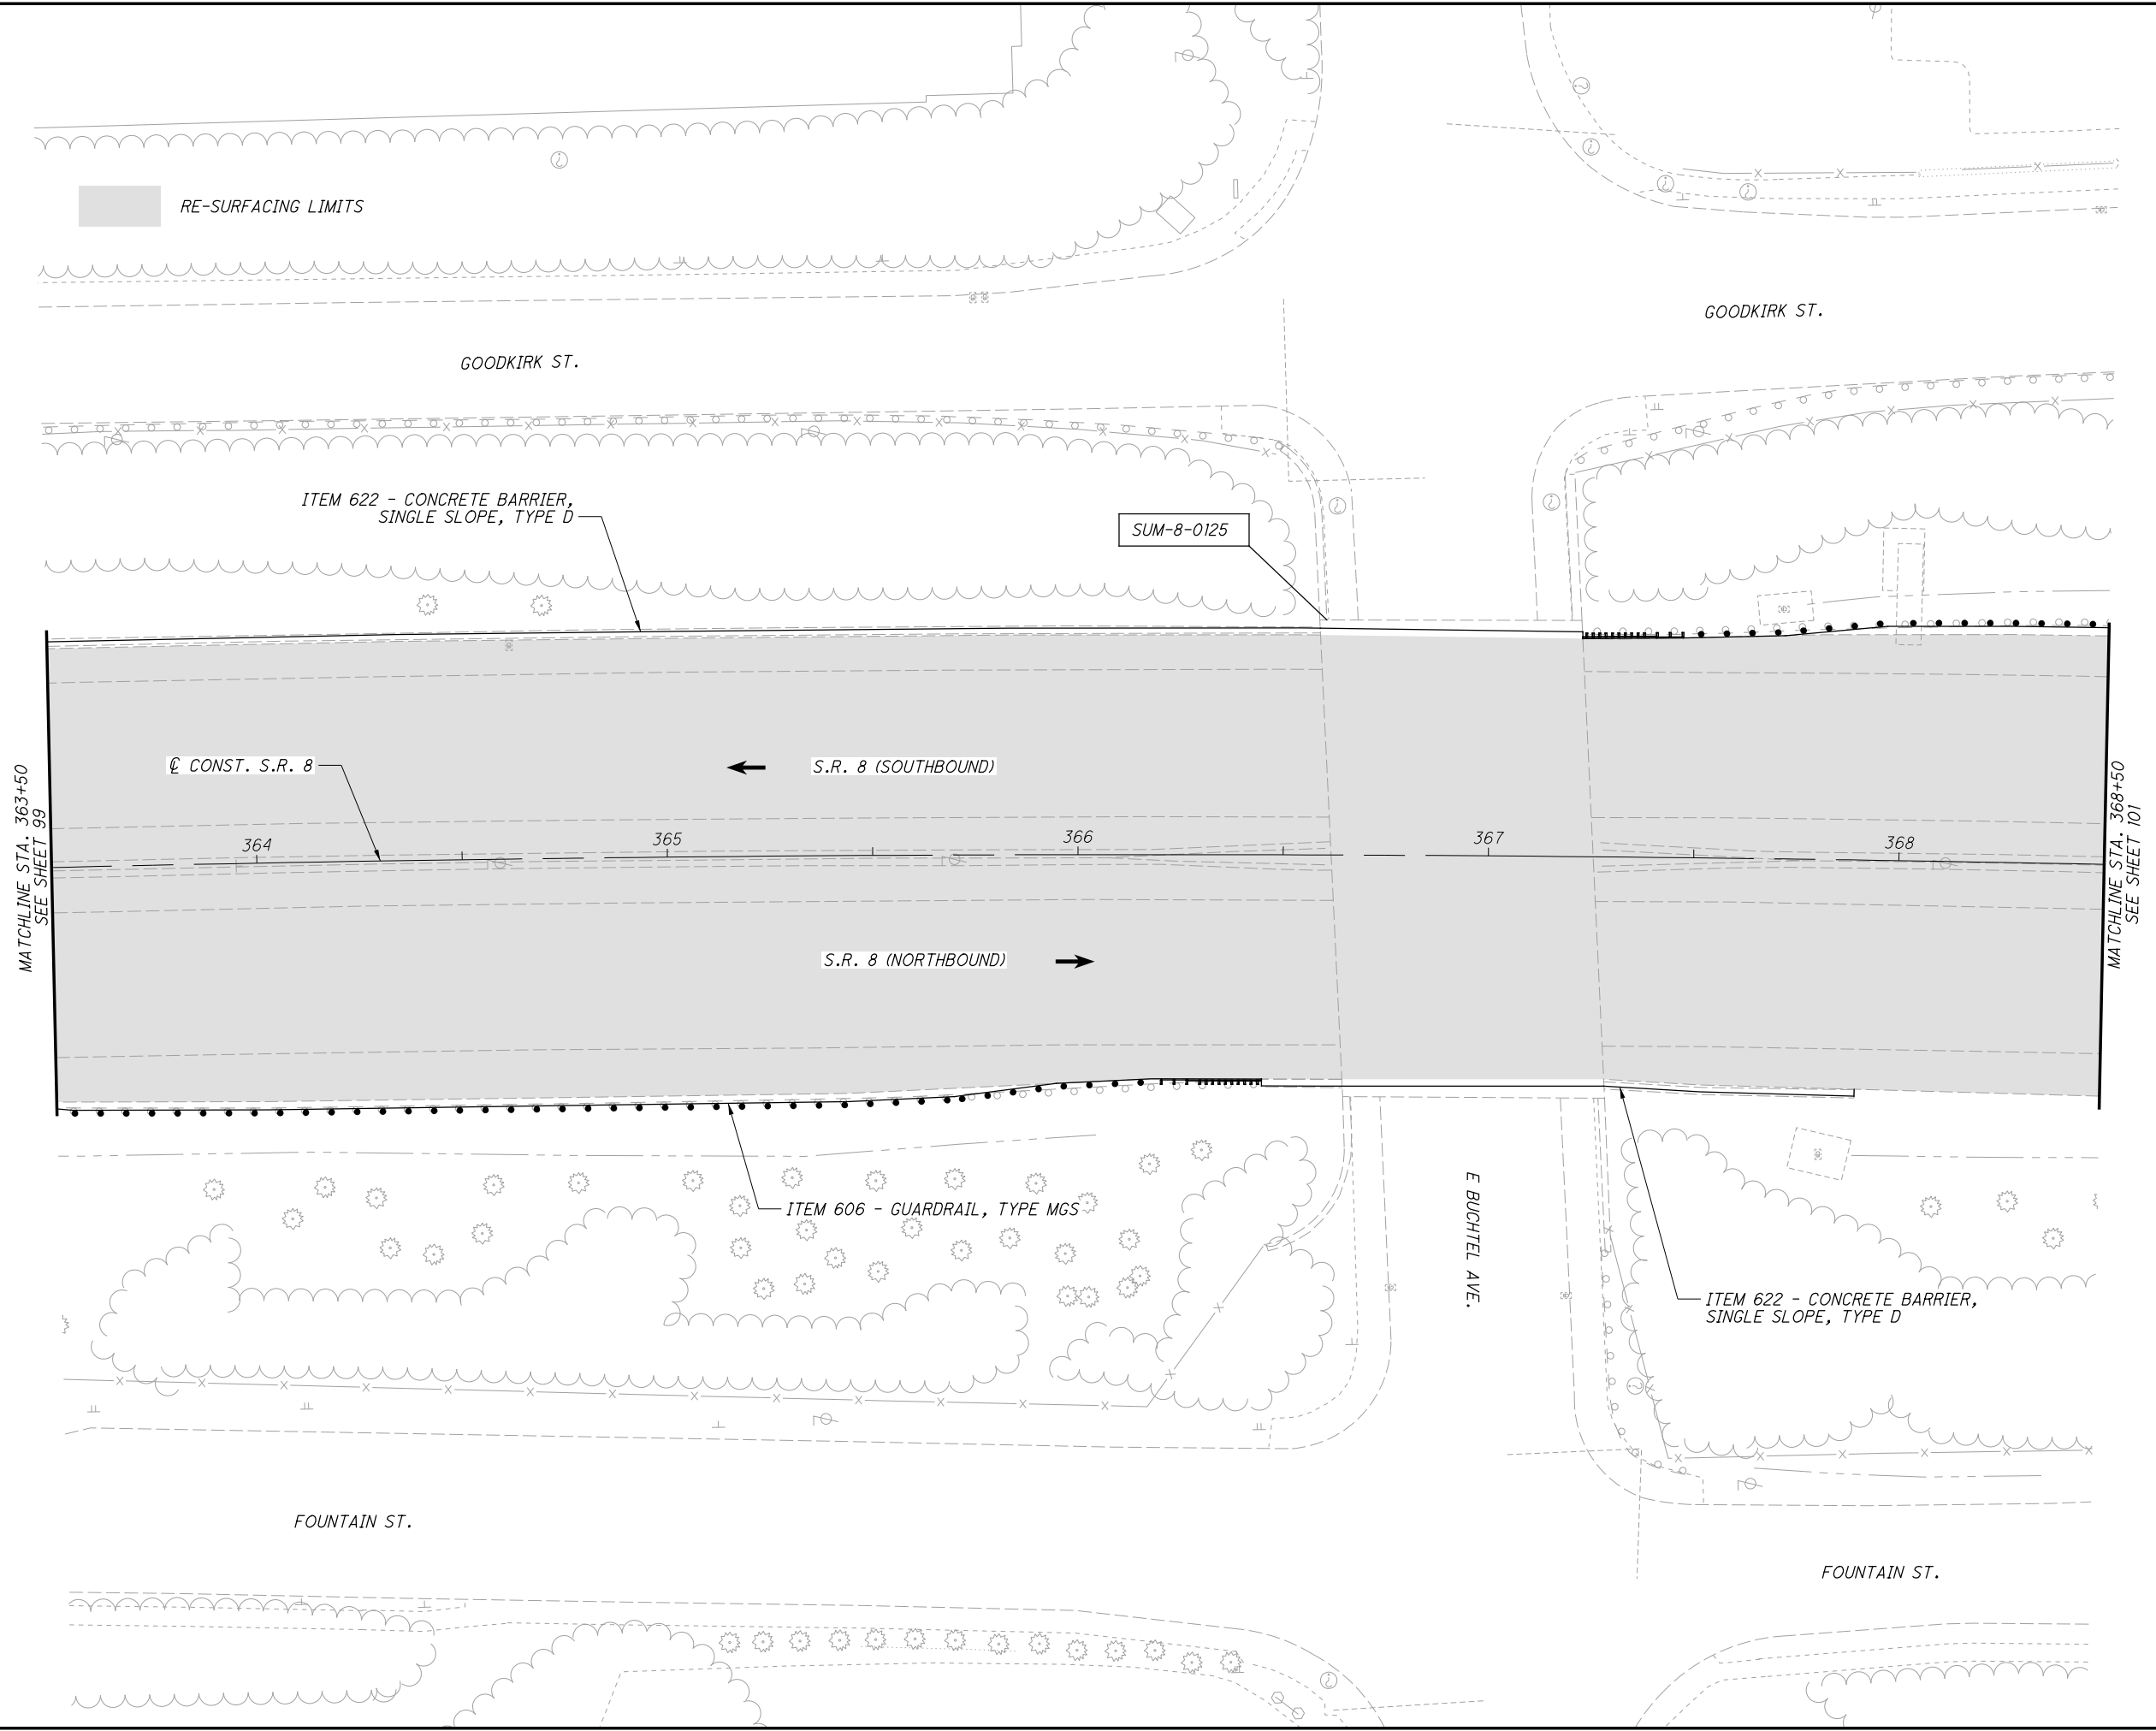 RE-SURFACING LIMITS
GOODKIRK ST.
GOODKIRK ST.
ITEM 622 - CONCRETE BARRIER,
SINGLE SLOPE, TYPE D
SUM-8-0125
℄ CONST. S.R. 8
S.R. 8 (SOUTHBOUND)
MATCHLINE STA. 363+50
SEE SHEET 99
MATCHLINE STA. 368+50
SEE SHEET 101
364
365
366
367
368
S.R. 8 (NORTHBOUND)
ITEM 606 - GUARDRAIL, TYPE MGS
E BUCHTEL AVE.
ITEM 622 - CONCRETE BARRIER,
SINGLE SLOPE, TYPE D
FOUNTAIN ST.
FOUNTAIN ST.